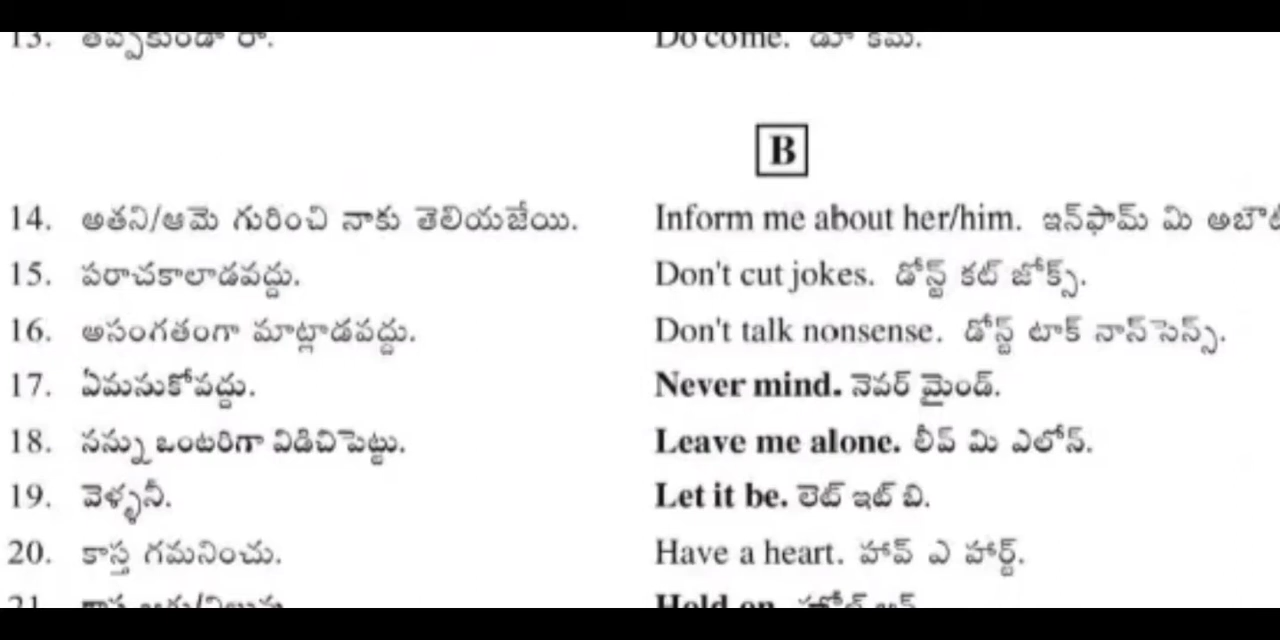 13. తప్పకుండా రా. Do come. డూ కమ్.
B
14. అతని/ఆమె గురించి నాకు తెలియజేయి. Inform me about her/him. ఇన్‌ఫామ్ మి అబౌట్
15. పరాచకాలాడవద్దు. Don't cut jokes. డోన్ట్ కట్ జోక్స్.
16. అసంగతంగా మాట్లాడవద్దు. Don't talk nonsense. డోన్ట్ టాక్ నాన్‌సెన్స్.
17. ఏమనుకోవద్దు. Never mind. నెవర్ మైండ్.
18. నన్ను ఒంటరిగా విడిచిపెట్టు. Leave me alone. లీవ్ మి ఎలోన్.
19. వెళ్ళనీ. Let it be. లెట్ ఇట్ బి.
20. కాస్త గమనించు. Have a heart. హావ్ ఎ హార్ట్.
21. Hold on.